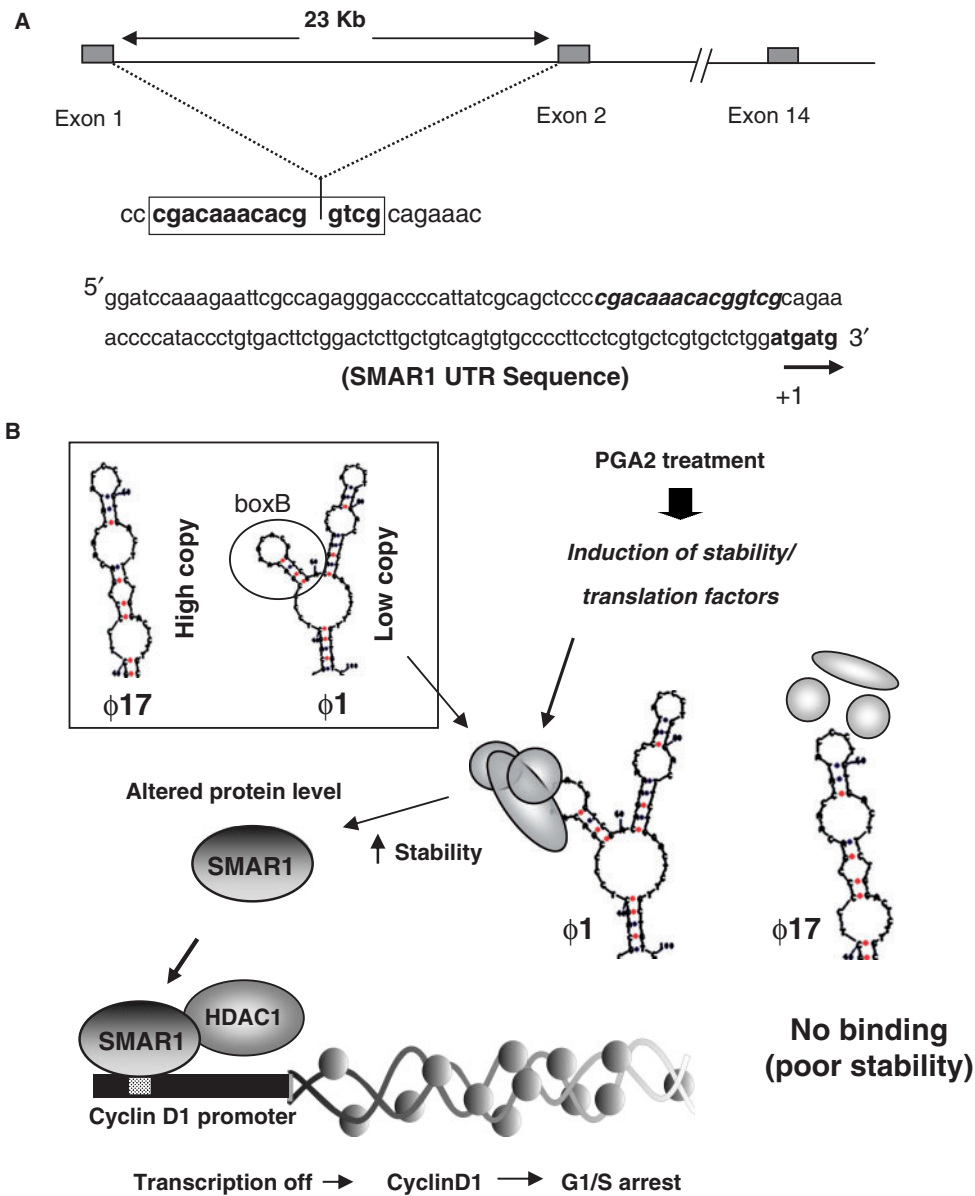 A
23 Kb
Exon 1
Exon 2
Exon 14
cc cgacaaacacg gtcg cagaaac
5′ ggatccaaagaattcgccagagggaccccattatcgcagctccccgacaaacacggtcgcagaa
accccataccctgtgacttctggactcttgctgtcagtgtgccccttcctcgtgctcgtgctctggatgatg 3′
(SMAR1 UTR Sequence)
+1
B
boxB
High copy
Low copy
ϕ17
ϕ1
PGA2 treatment
Induction of stability/
translation factors
Altered protein level
Stability
SMAR1
ϕ1
ϕ17
SMAR1
HDAC1
No binding
(poor stability)
Cyclin D1 promoter
Transcription off
CyclinD1
G1/S arrest